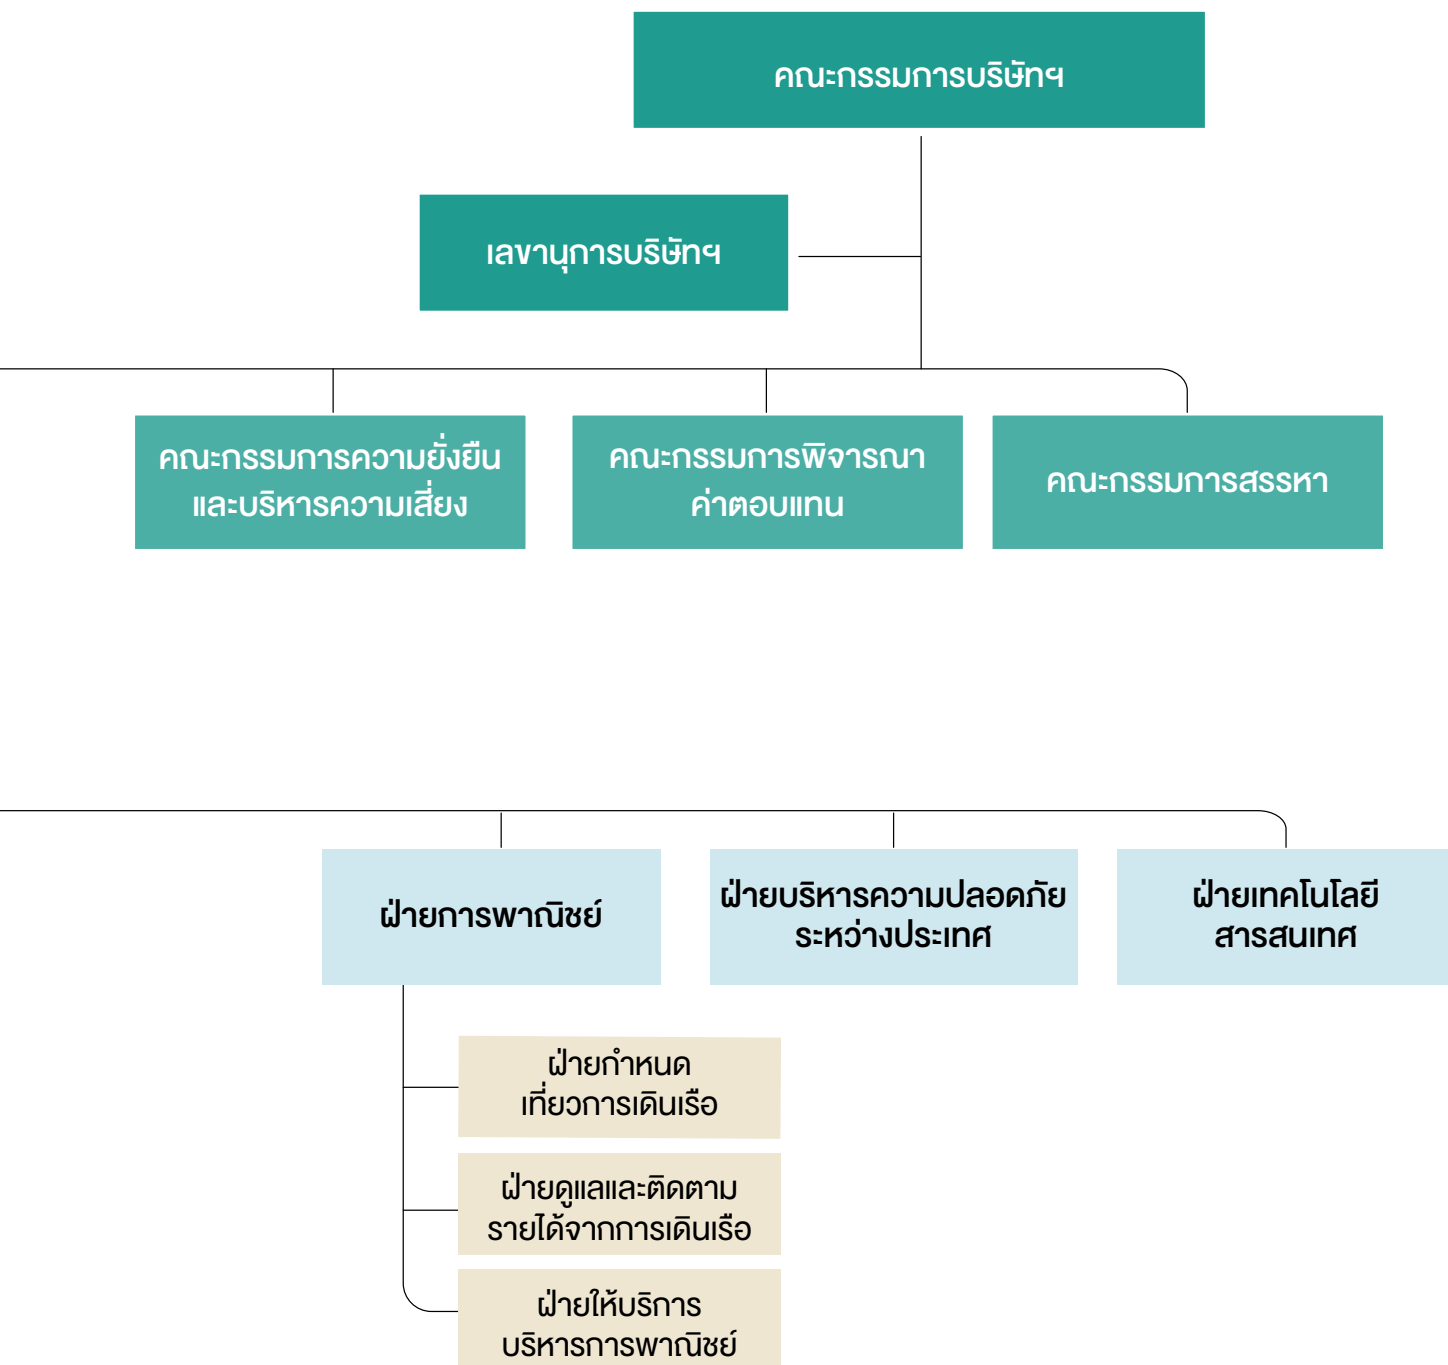 คณะกรรมการบริษัทฯ
เลขานุการบริษัทฯ
คณะกรรมการความยั่งยืน
และบริหารความเสี่ยง
คณะกรรมการพิจารณา
ค่าตอบแทน
คณะกรรมการสรรหา
ฝ่ายการพาณิชย์
ฝ่ายบริหารความปลอดภัย
ระหว่างประเทศ
ฝ่ายเทคโนโลยี
สารสนเทศ
ฝ่ายกำหนด
เที่ยวการเดินเรือ
ฝ่ายดูแลและติดตาม
รายได้จากการเดินเรือ
ฝ่ายให้บริการ
บริหารการพาณิชย์